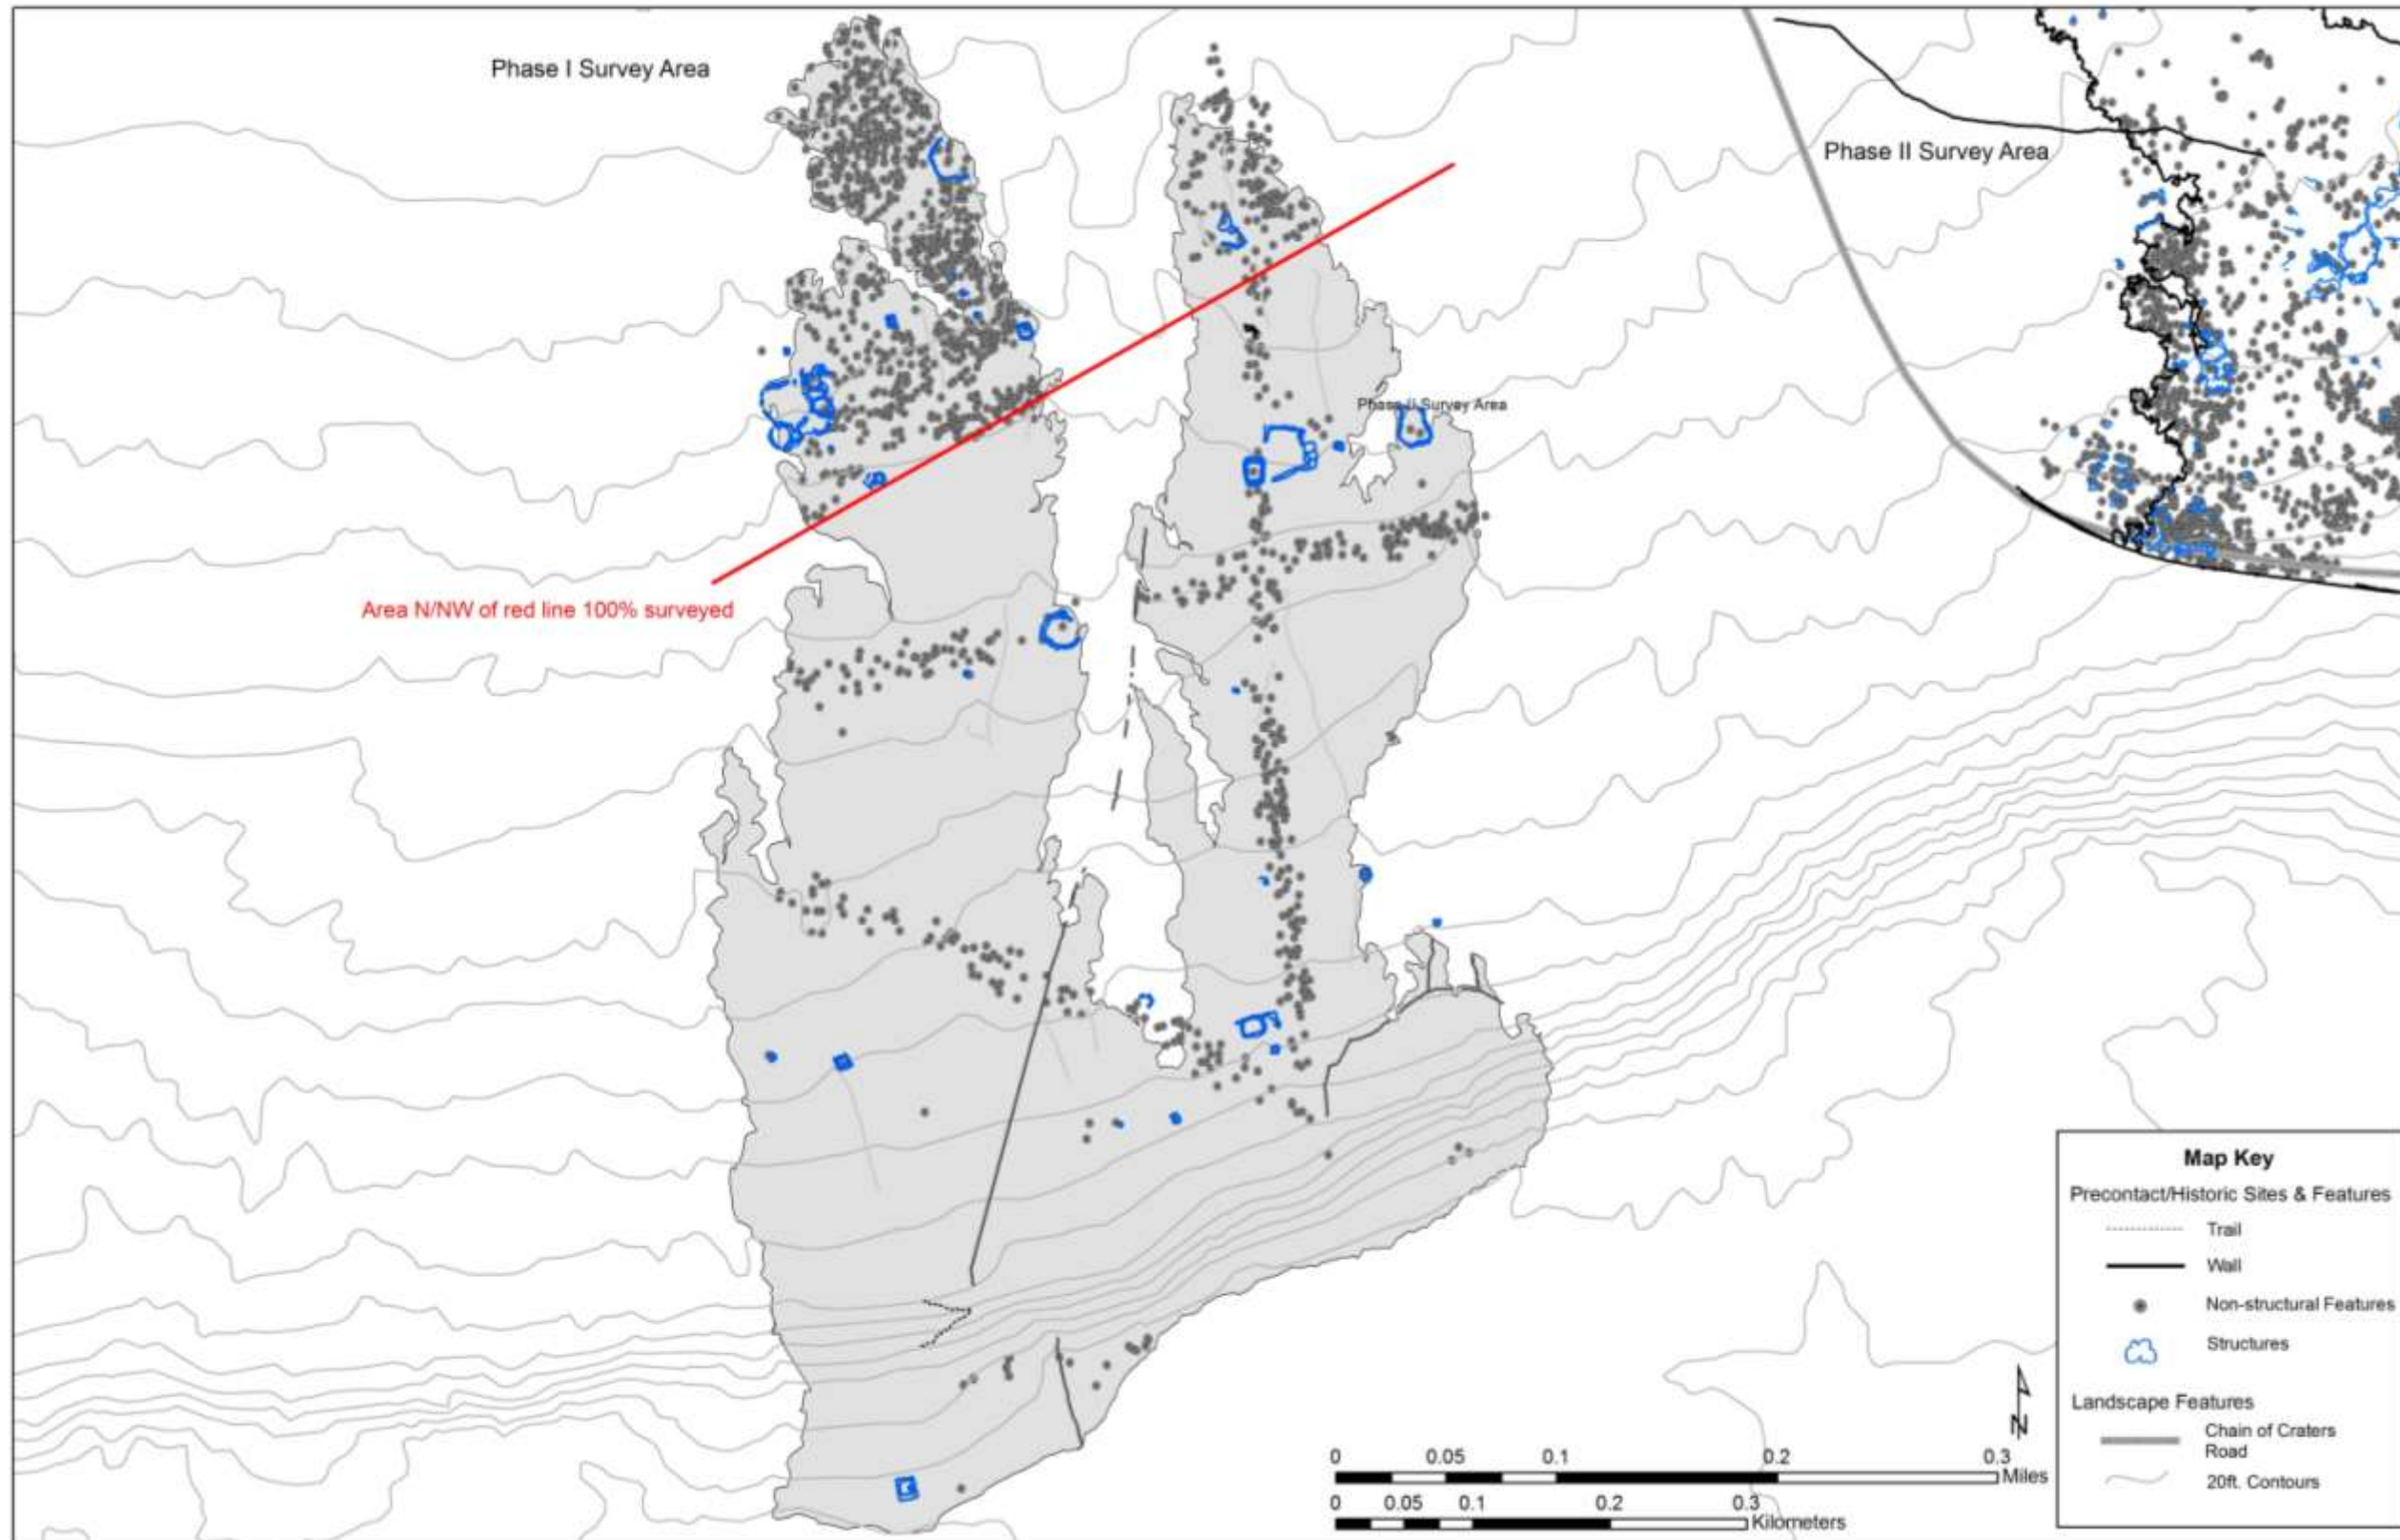 Phase I Survey Area
Phase II Survey Area
Phase II Survey Area
Area N/NW of red line 100% surveyed
Map Key
Precontact/Historic Sites & Features
Trail
Wall
Non-structural Features
Structures
Landscape Features
Chain of Craters
Road
20ft. Contours
N
0 0.05 0.1 0.2 0.3
Miles
0 0.05 0.1 0.2 0.3
Kilometers